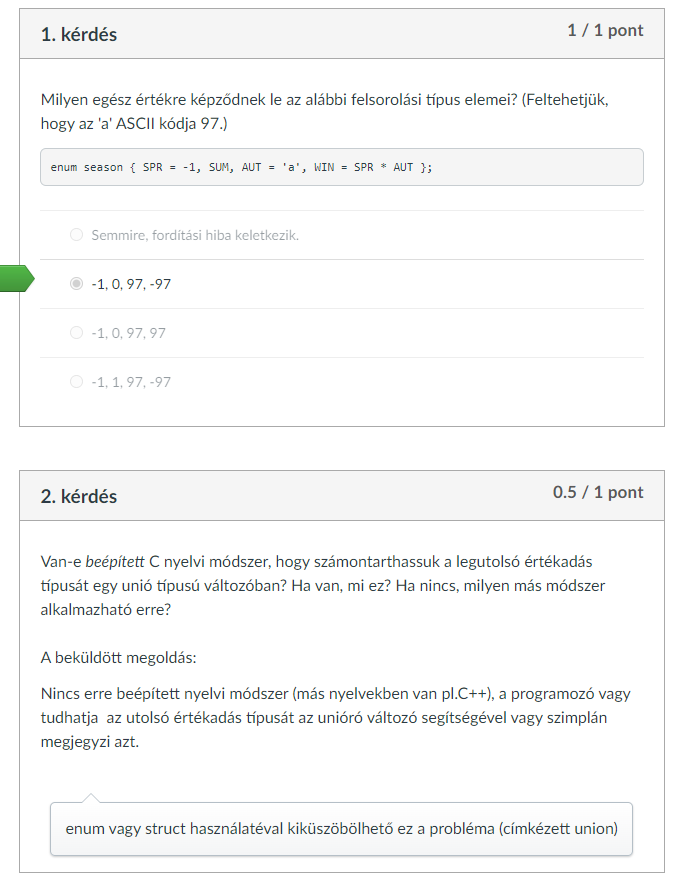 1. kérdés
1 / 1 pont
Milyen egész értékre képződnek le az alábbi felsorolási típus elemei? (Feltehetjük,
hogy az 'a' ASCII kódja 97.)
enum season { SPR = -1, SUM, AUT = 'a', WIN = SPR * AUT };
Semmire, fordítási hiba keletkezik.
-1, 0, 97, -97
-1, 0, 97, 97
-1, 1, 97, -97
2. kérdés
0.5 / 1 pont
Van-e beépített C nyelvi módszer, hogy számontarthassuk a legutolsó értékadás
típusát egy unió típusú változóban? Ha van, mi ez? Ha nincs, milyen más módszer
alkalmazható erre?
A beküldött megoldás:
Nincs erre beépített nyelvi módszer (más nyelvekben van pl.C++), a programozó vagy
tudhatja  az utolsó értékadás típusát az unióró változó segítségével vagy szimplán
megjegyzi azt.
enum vagy struct használatéval kiküszöbölhető ez a probléma (címkézett union)